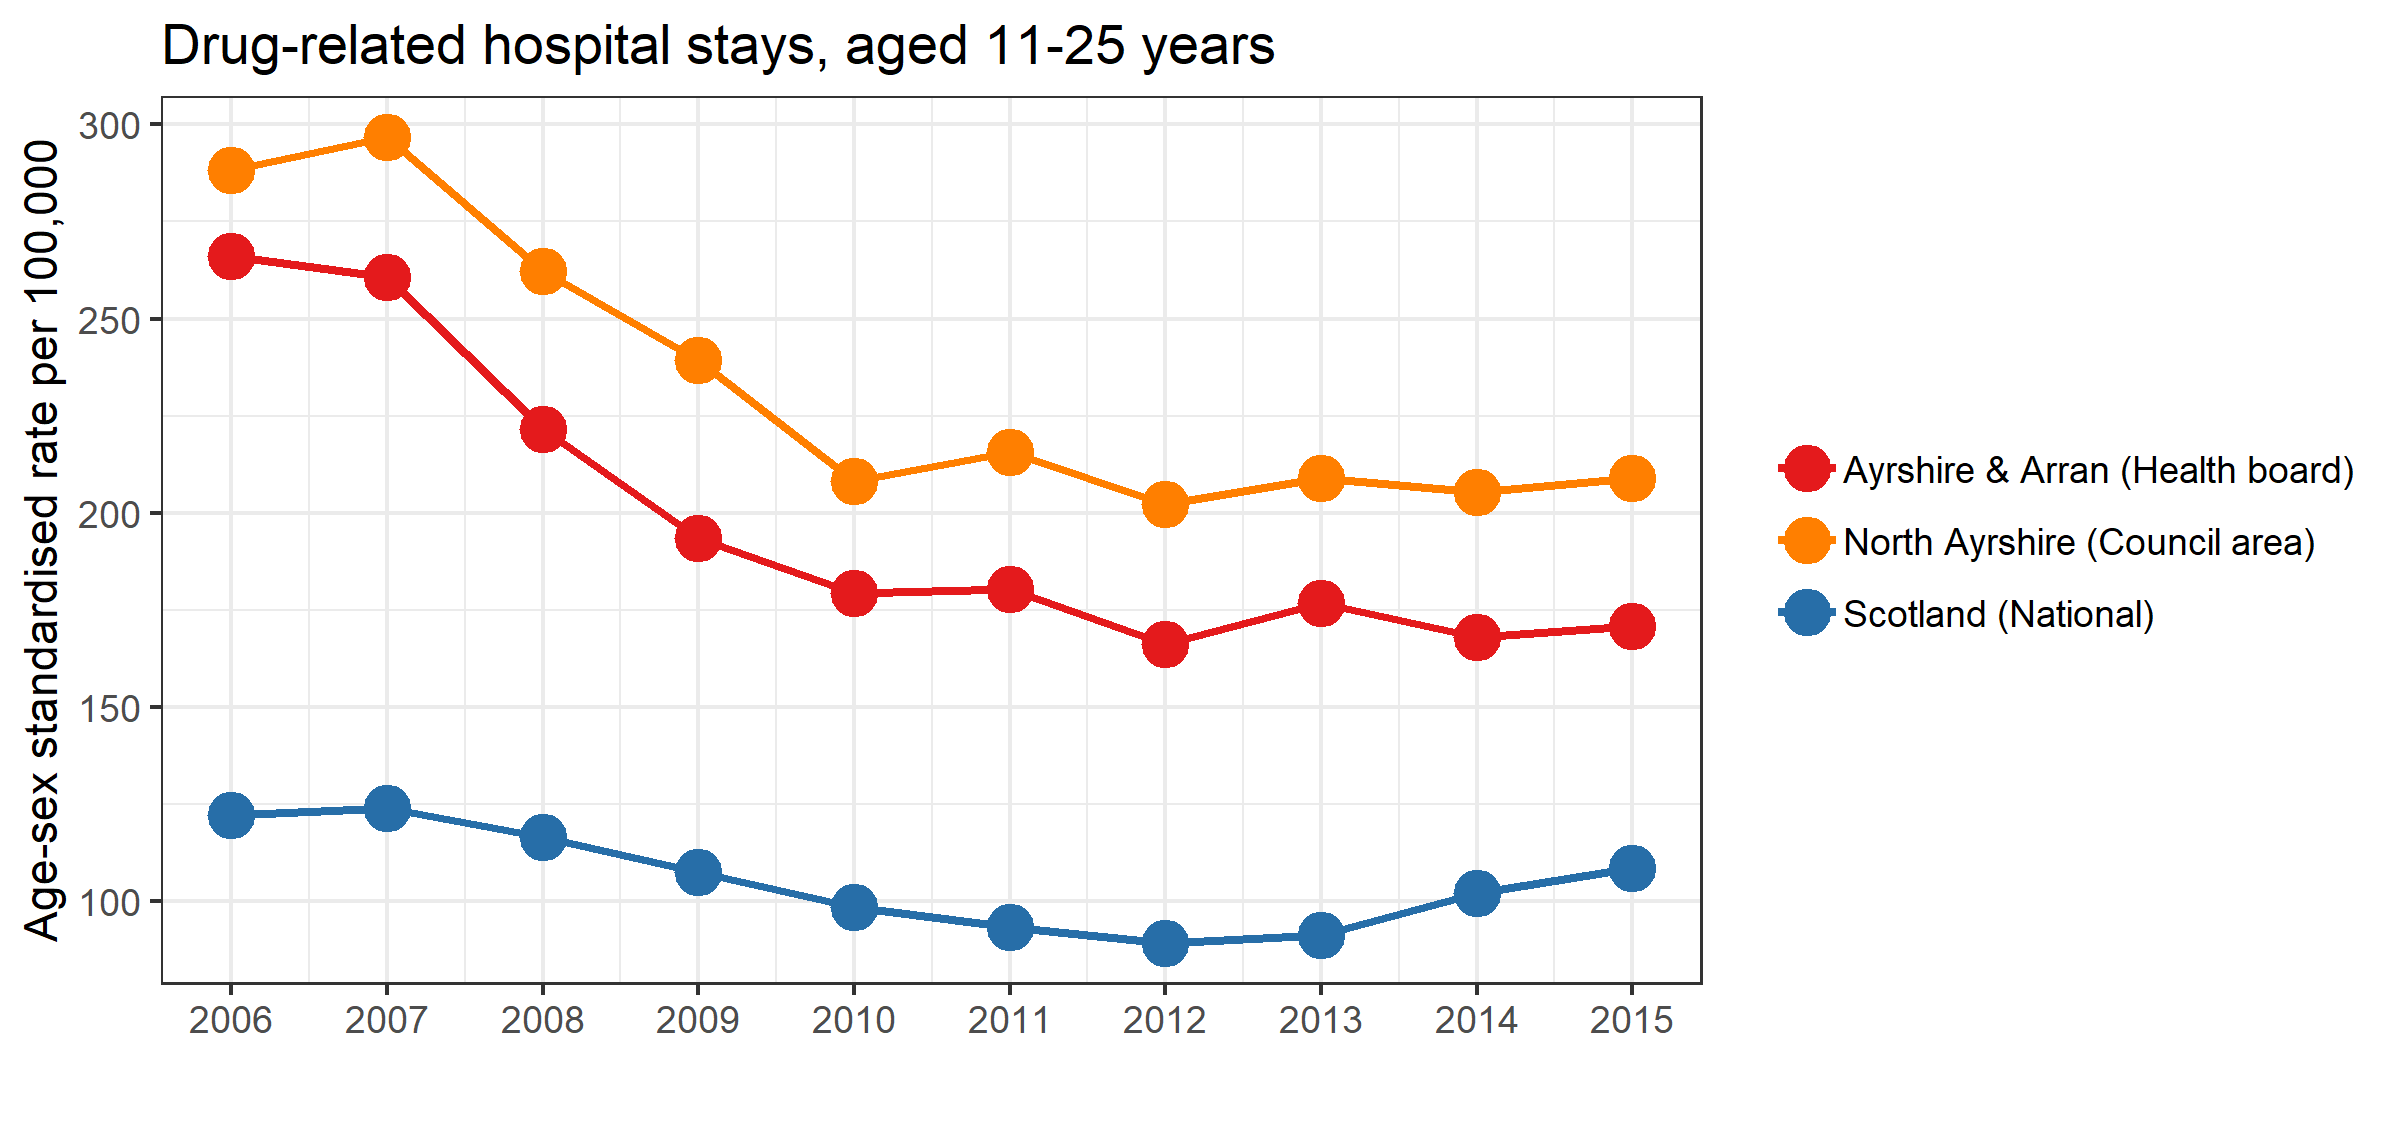 Drug-related hospital stays, aged 11-25 years
Age-sex standardised rate per 100,000
300
250
200
150
100
2006 2007 2008 2009 2010 2011 2012 2013 2014 2015
Ayrshire & Arran (Health board)
North Ayrshire (Council area)
Scotland (National)